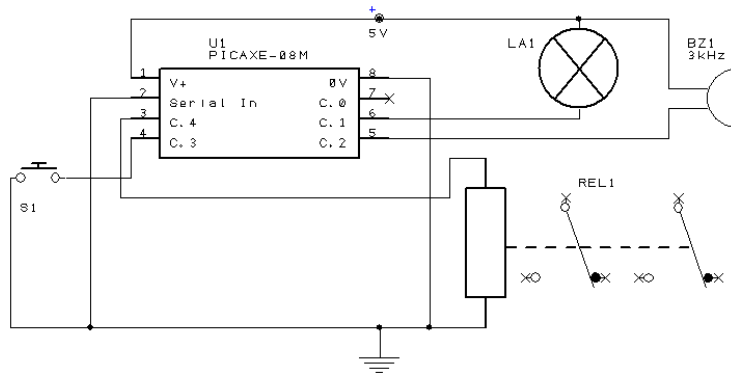 +
5V
U1
PICAXE-08M
LA1
BZ1
3kHz
1 V+ 0V 8
2 Serial In C.0 7
3 C.4 C.1 6
4 C.3 C.2 5
S1
REL1